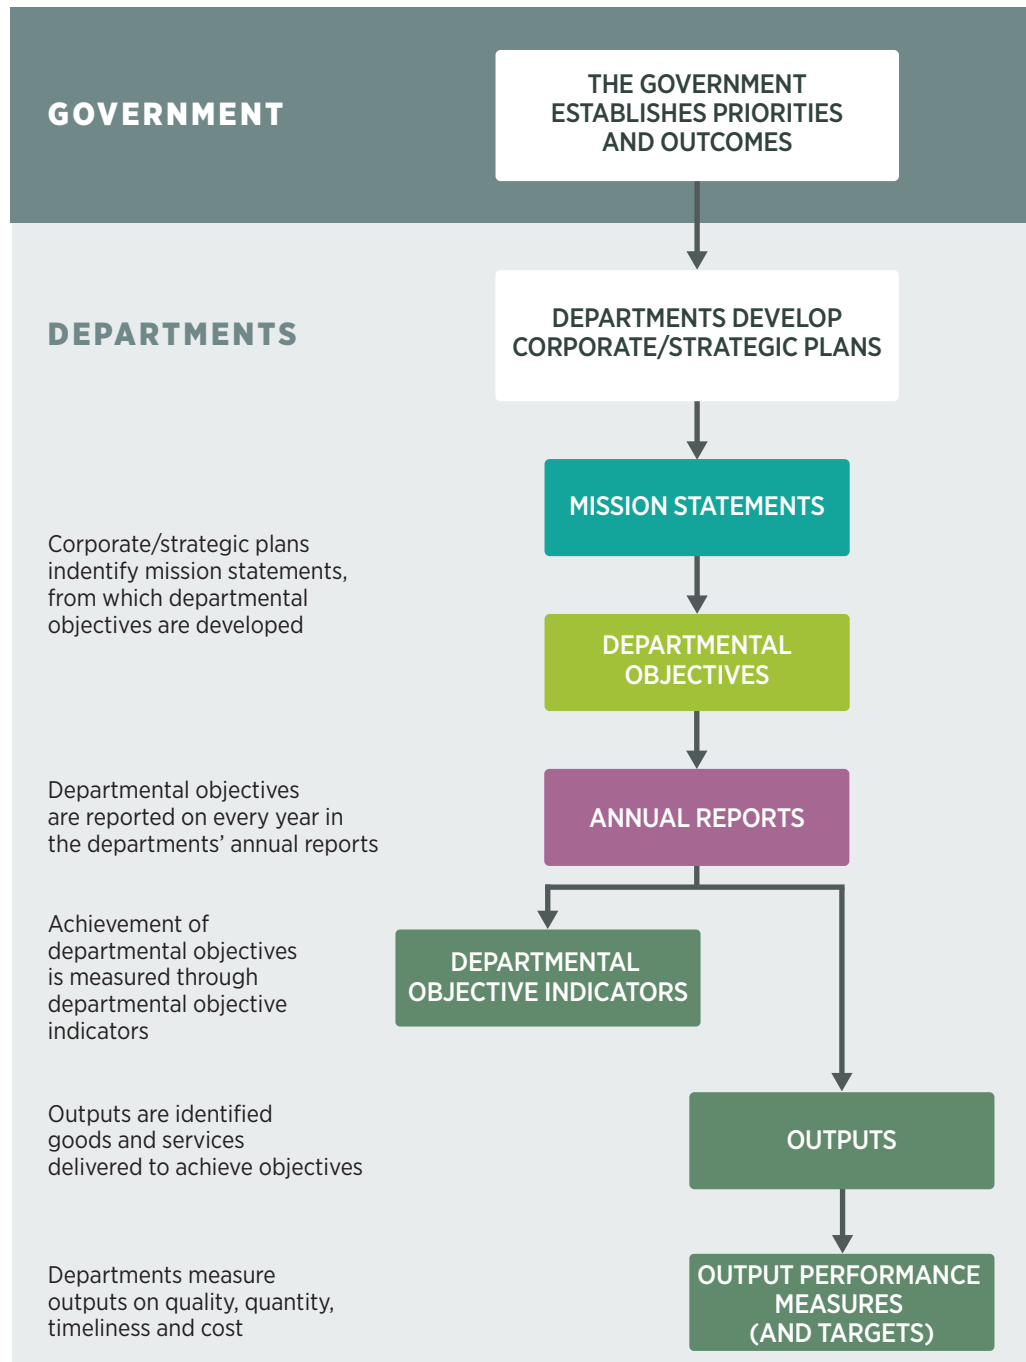 GOVERNMENT
THE GOVERNMENT
ESTABLISHES PRIORITIES
AND OUTCOMES
DEPARTMENTS
DEPARTMENTS DEVELOP
CORPORATE/STRATEGIC PLANS
MISSION STATEMENTS
Corporate/strategic plans
indentify mission statements,
from which departmental
objectives are developed
DEPARTMENTAL
OBJECTIVES
Departmental objectives
are reported on every year in
the departments’ annual reports
ANNUAL REPORTS
Achievement of
departmental objectives
is measured through
departmental objective
indicators
DEPARTMENTAL
OBJECTIVE INDICATORS
Outputs are identified
goods and services
delivered to achieve objectives
OUTPUTS
Departments measure
outputs on quality, quantity,
timeliness and cost
OUTPUT PERFORMANCE
MEASURES
(AND TARGETS)